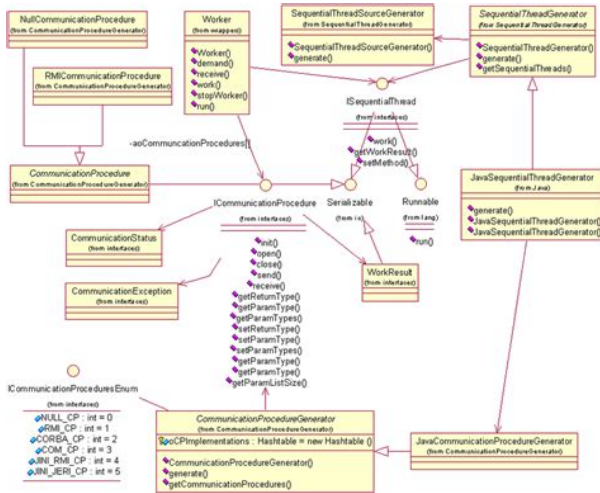 NullCommunicationProcedure
(from CommunicationProcedureGenerator)
RMICommunicationProcedure
(from CommunicationProcedureGenerator)
CommunicationProcedure
(from CommunicationProcedureGenerator)
Worker
(from wrapper)
Worker()
demand()
receive()
work()
stopWorker()
run()
-aoCommuncationProcedures[]
SequentialThreadSourceGenerator
(from SequentialThreadGenerator)
SequentialThreadSourceGenerator()
generate()
SequentialThreadGenerator
(from Sequential Thread Generator)
SequentialThreadGenerator()
generate()
getSequentialThreads()
ISequentialThread
(from interfaces)
work()
getWorkResult()
setMethod()
ICommunicationProcedure
(from interfaces)
init()
open()
close()
send()
receive()
getReturnType()
getParamType()
getParamTypes()
setReturnType()
setParamType()
setParamTypes()
getParamType()
getParamType()
getParamListSize()
Serializable
(from io)
Runnable
(from lang)
run()
JavaSequentialThreadGenerator
(from Java)
generate()
JavaSequentialThreadGenerator()
JavaSequentialThreadGenerator()
CommunicationStatus
(from interfaces)
CommunicationException
(from interfaces)
WorkResult
(from interfaces)
ICommunicationProceduresEnum
(from interfaces)
NULL_CP : int = 0
RMI_CP : int = 1
CORBA_CP : int = 2
COM_CP : int = 3
JINI_RMI_CP : int = 4
JINI_JERI_CP : int = 5
CommunicationProcedureGenerator
(from CommunicationProcedureGenerator)
oCPImplementations : Hashtable = new Hashtable ()
CommunicationProcedureGenerator()
generate()
getCommunicationProcedures()
JavaCommunicationProcedureGenerator
(from CommunicationProcedureGenerator)